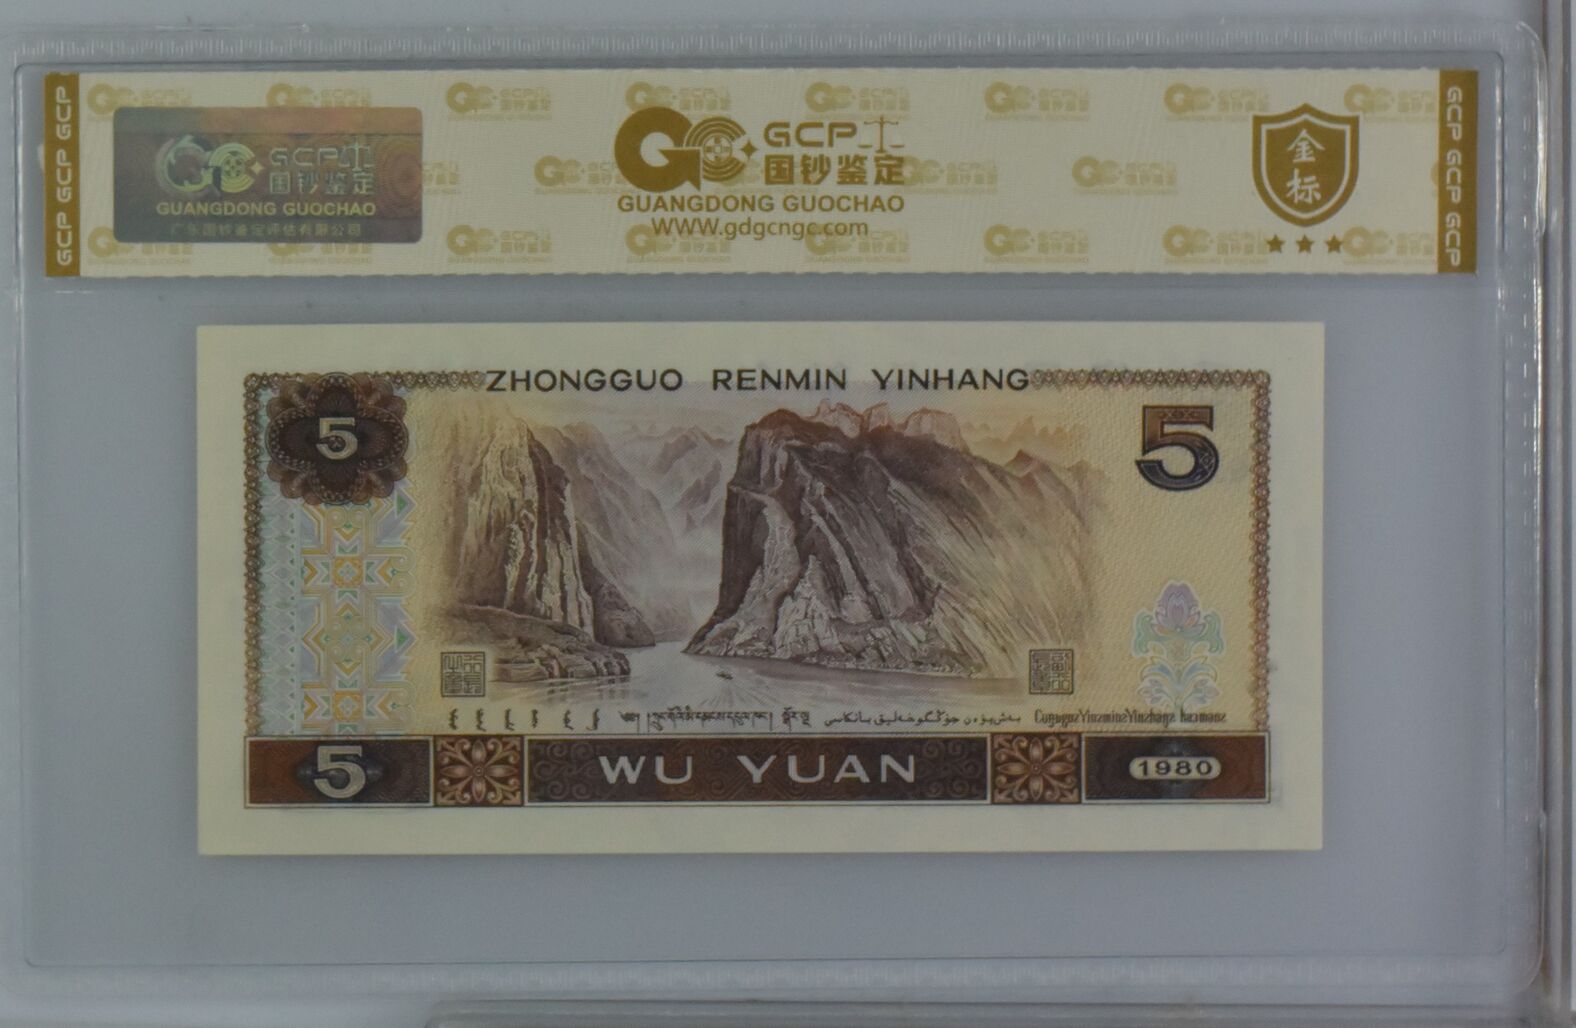 GCP GCP GCP
GCP
国钞鉴定
GUANGDONG GUOCHAO
广东国钞鉴定评估有限公司
GCP
国钞鉴定
GUANGDONG GUOCHAO
WWW.gdgcngc.com
金标
GCP GCP GCP
ZHONGGUO RENMIN YINHANG
5
5
5
WU YUAN
1980